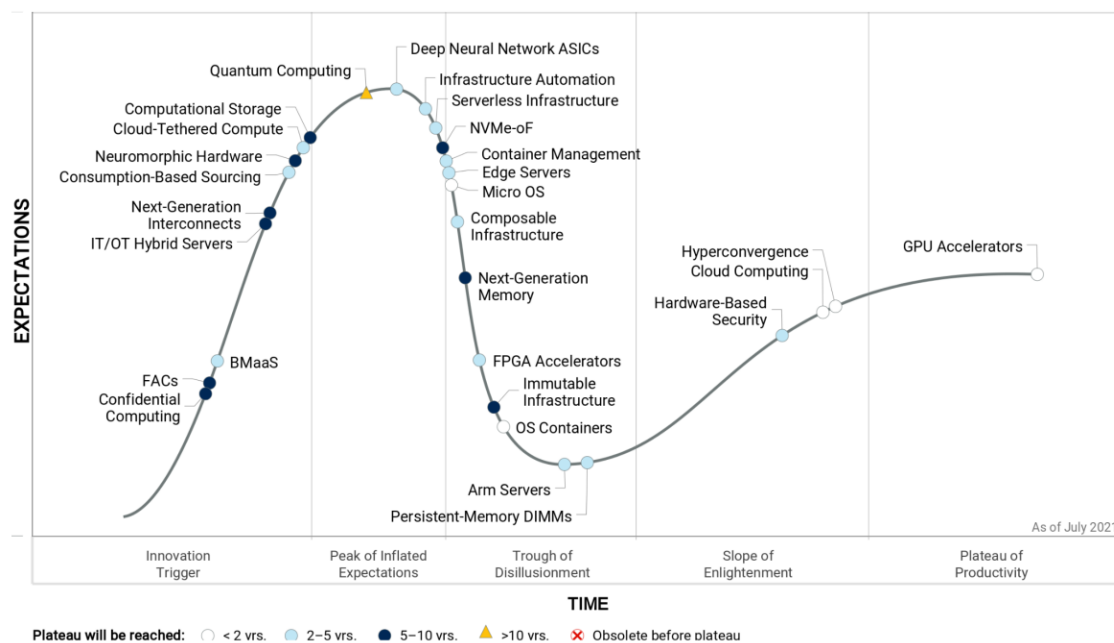 Deep Neural Network ASICs
Quantum Computing
Infrastructure Automation
Computational Storage
Serverless Infrastructure
Cloud-Tethered Compute
NVMe-oF
Neuromorphic Hardware
Container Management
Consumption-Based Sourcing
Edge Servers
Micro OS
Next-Generation
Interconnects
IT/OT Hybrid Servers
Composable
Infrastructure
Next-Generation
Memory
Hyperconvergence
Cloud Computing
GPU Accelerators
Hardware-Based
Security
BMaaS
FPGA Accelerators
FACs
Confidential
Computing
Immutable
Infrastructure
OS Containers
Arm Servers
Persistent-Memory DIMMs
EXPECTATIONS
As of July 2021
Innovation
Trigger
Peak of Inflated
Expectations
Trough of
Disillusionment
Slope of
Enlightenment
Plateau of
Productivity
TIME
Plateau will be reached: < 2 yrs. 2–5 yrs. 5–10 yrs. >10 yrs. Obsolete before plateau